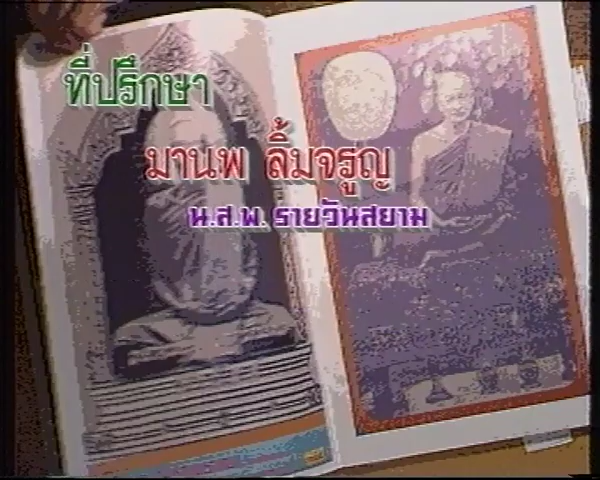 ที่ปรึกษา
มานพ ลิ้มจรูญ
น.ส.พ. รายวันสยาม